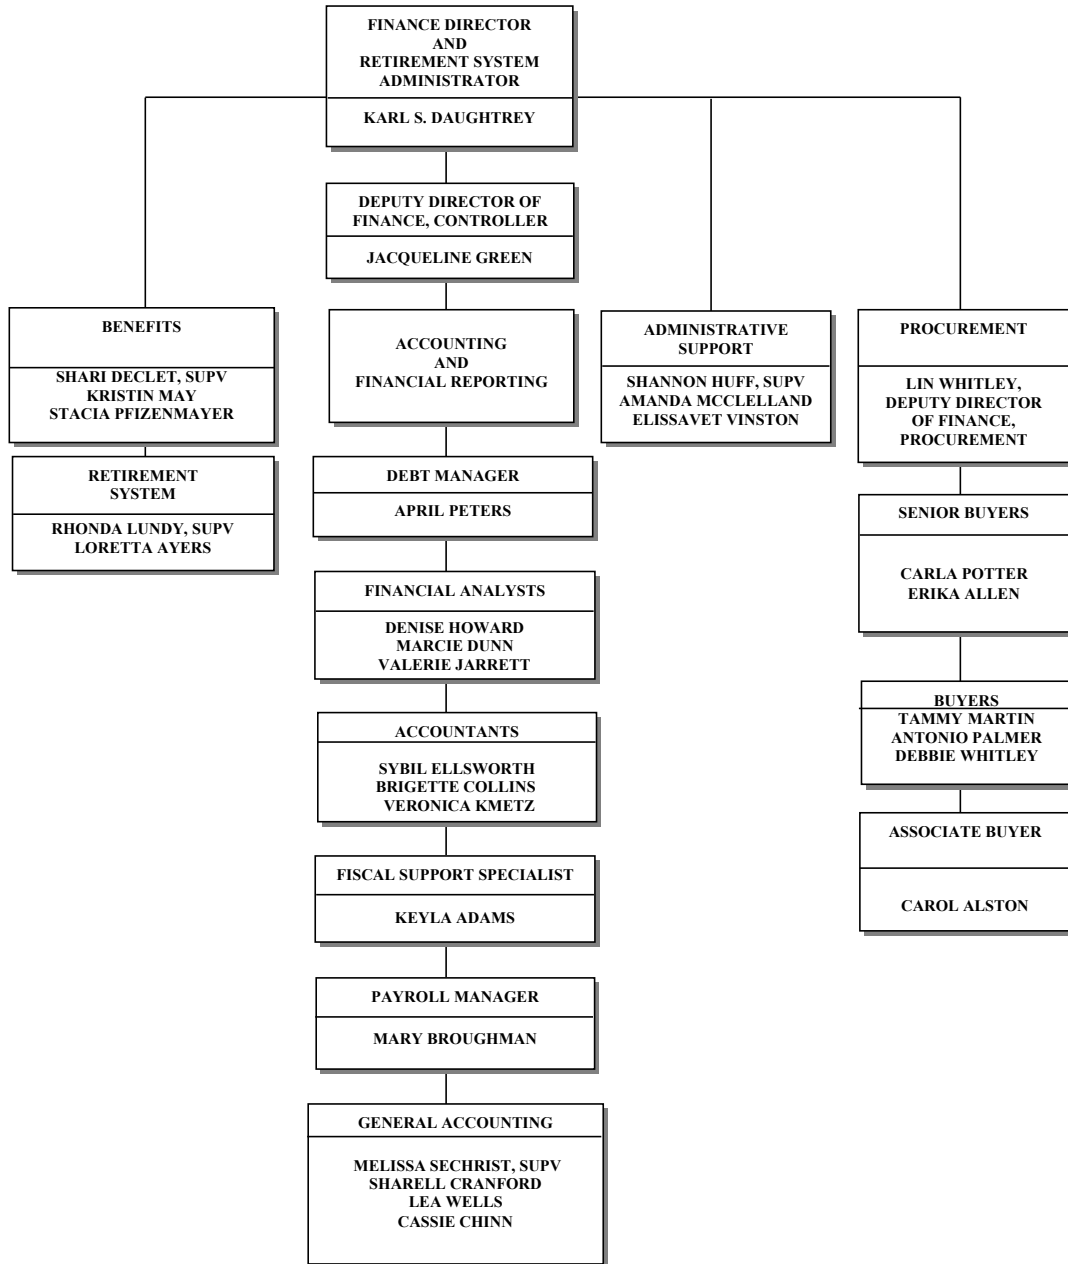 FINANCE DIRECTOR
AND
RETIREMENT SYSTEM
ADMINISTRATOR
KARL S. DAUGHTREY
DEPUTY DIRECTOR OF
FINANCE, CONTROLLER
JACQUELINE GREEN
BENEFITS
SHARI DECLET, SUPV
KRISTIN MAY
STACIA PFIZENMAYER
RETIREMENT
SYSTEM
RHONDA LUNDY, SUPV
LORETTA AYERS
ACCOUNTING
AND
FINANCIAL REPORTING
DEBT MANAGER
APRIL PETERS
FINANCIAL ANALYSTS
DENISE HOWARD
MARCIE DUNN
VALERIE JARRETT
ACCOUNTANTS
SYBIL ELLSWORTH
BRIGETTE COLLINS
VERONICA KMETZ
FISCAL SUPPORT SPECIALIST
KEYLA ADAMS
PAYROLL MANAGER
MARY BROUGHMAN
GENERAL ACCOUNTING
MELISSA SECHRIST, SUPV
SHARELL CRANFORD
LEA WELLS
CASSIE CHINN
ADMINISTRATIVE
SUPPORT
SHANNON HUFF, SUPV
AMANDA MCCLELLAND
ELISSAVET VINSTON
PROCUREMENT
LIN WHITLEY,
DEPUTY DIRECTOR
OF FINANCE,
PROCUREMENT
SENIOR BUYERS
CARLA POTTER
ERIKA ALLEN
BUYERS
TAMMY MARTIN
ANTONIO PALMER
DEBBIE WHITLEY
ASSOCIATE BUYER
CAROL ALSTON